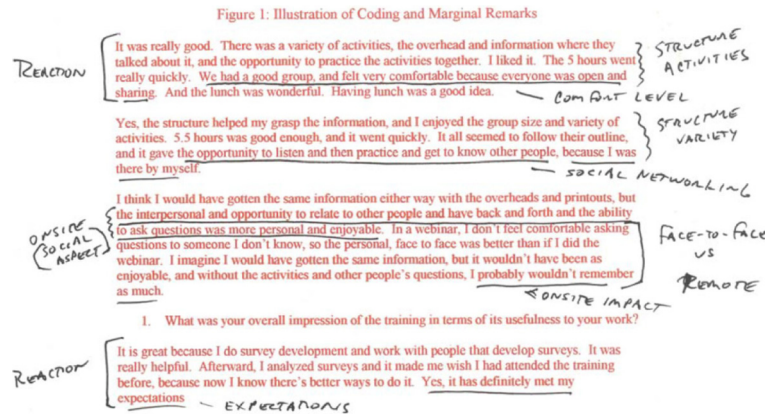 Figure 1: Illustration of Coding and Marginal Remarks
REACTION
It was really good. There was a variety of activities, the overhead and information where they
talked about it, and the opportunity to practice the activities together. I liked it. The 5 hours went
really quickly. We had a good group, and felt very comfortable because everyone was open and
sharing. And the lunch was wonderful. Having lunch was a good idea.
STRUCTURE
ACTIVITIES
COMFORT LEVEL
Yes, the structure helped my grasp the information, and I enjoyed the group size and variety of
activities. 5.5 hours was good enough, and it went quickly. It all seemed to follow their outline,
and it gave the opportunity to listen and then practice and get to know other people, because I was
there by myself.
STRUCTURE
VARIETY
SOCIAL NETWORKING
I think I would have gotten the same information either way with the overheads and printouts, but
the interpersonal and opportunity to relate to other people and have back and forth and the ability
to ask questions was more personal and enjoyable. In a webinar, I don't feel comfortable asking
questions to someone I don't know, so the personal, face to face was better than if I did the
webinar. I imagine I would have gotten the same information, but it wouldn't have been as
enjoyable, and without the activities and other people's questions, I probably wouldn't remember
as much.
ONSITE
SOCIAL
ASPECT
FACE-TO-FACE
VS
REMOTE
ONSITE IMPACT
1. What was your overall impression of the training in terms of its usefulness to your work?
REACTION
It is great because I do survey development and work with people that develop surveys. It was
really helpful. Afterward, I analyzed surveys and it made me wish I had attended the training
before, because now I know there's better ways to do it. Yes, it has definitely met my
expectations
EXPECTATIONS